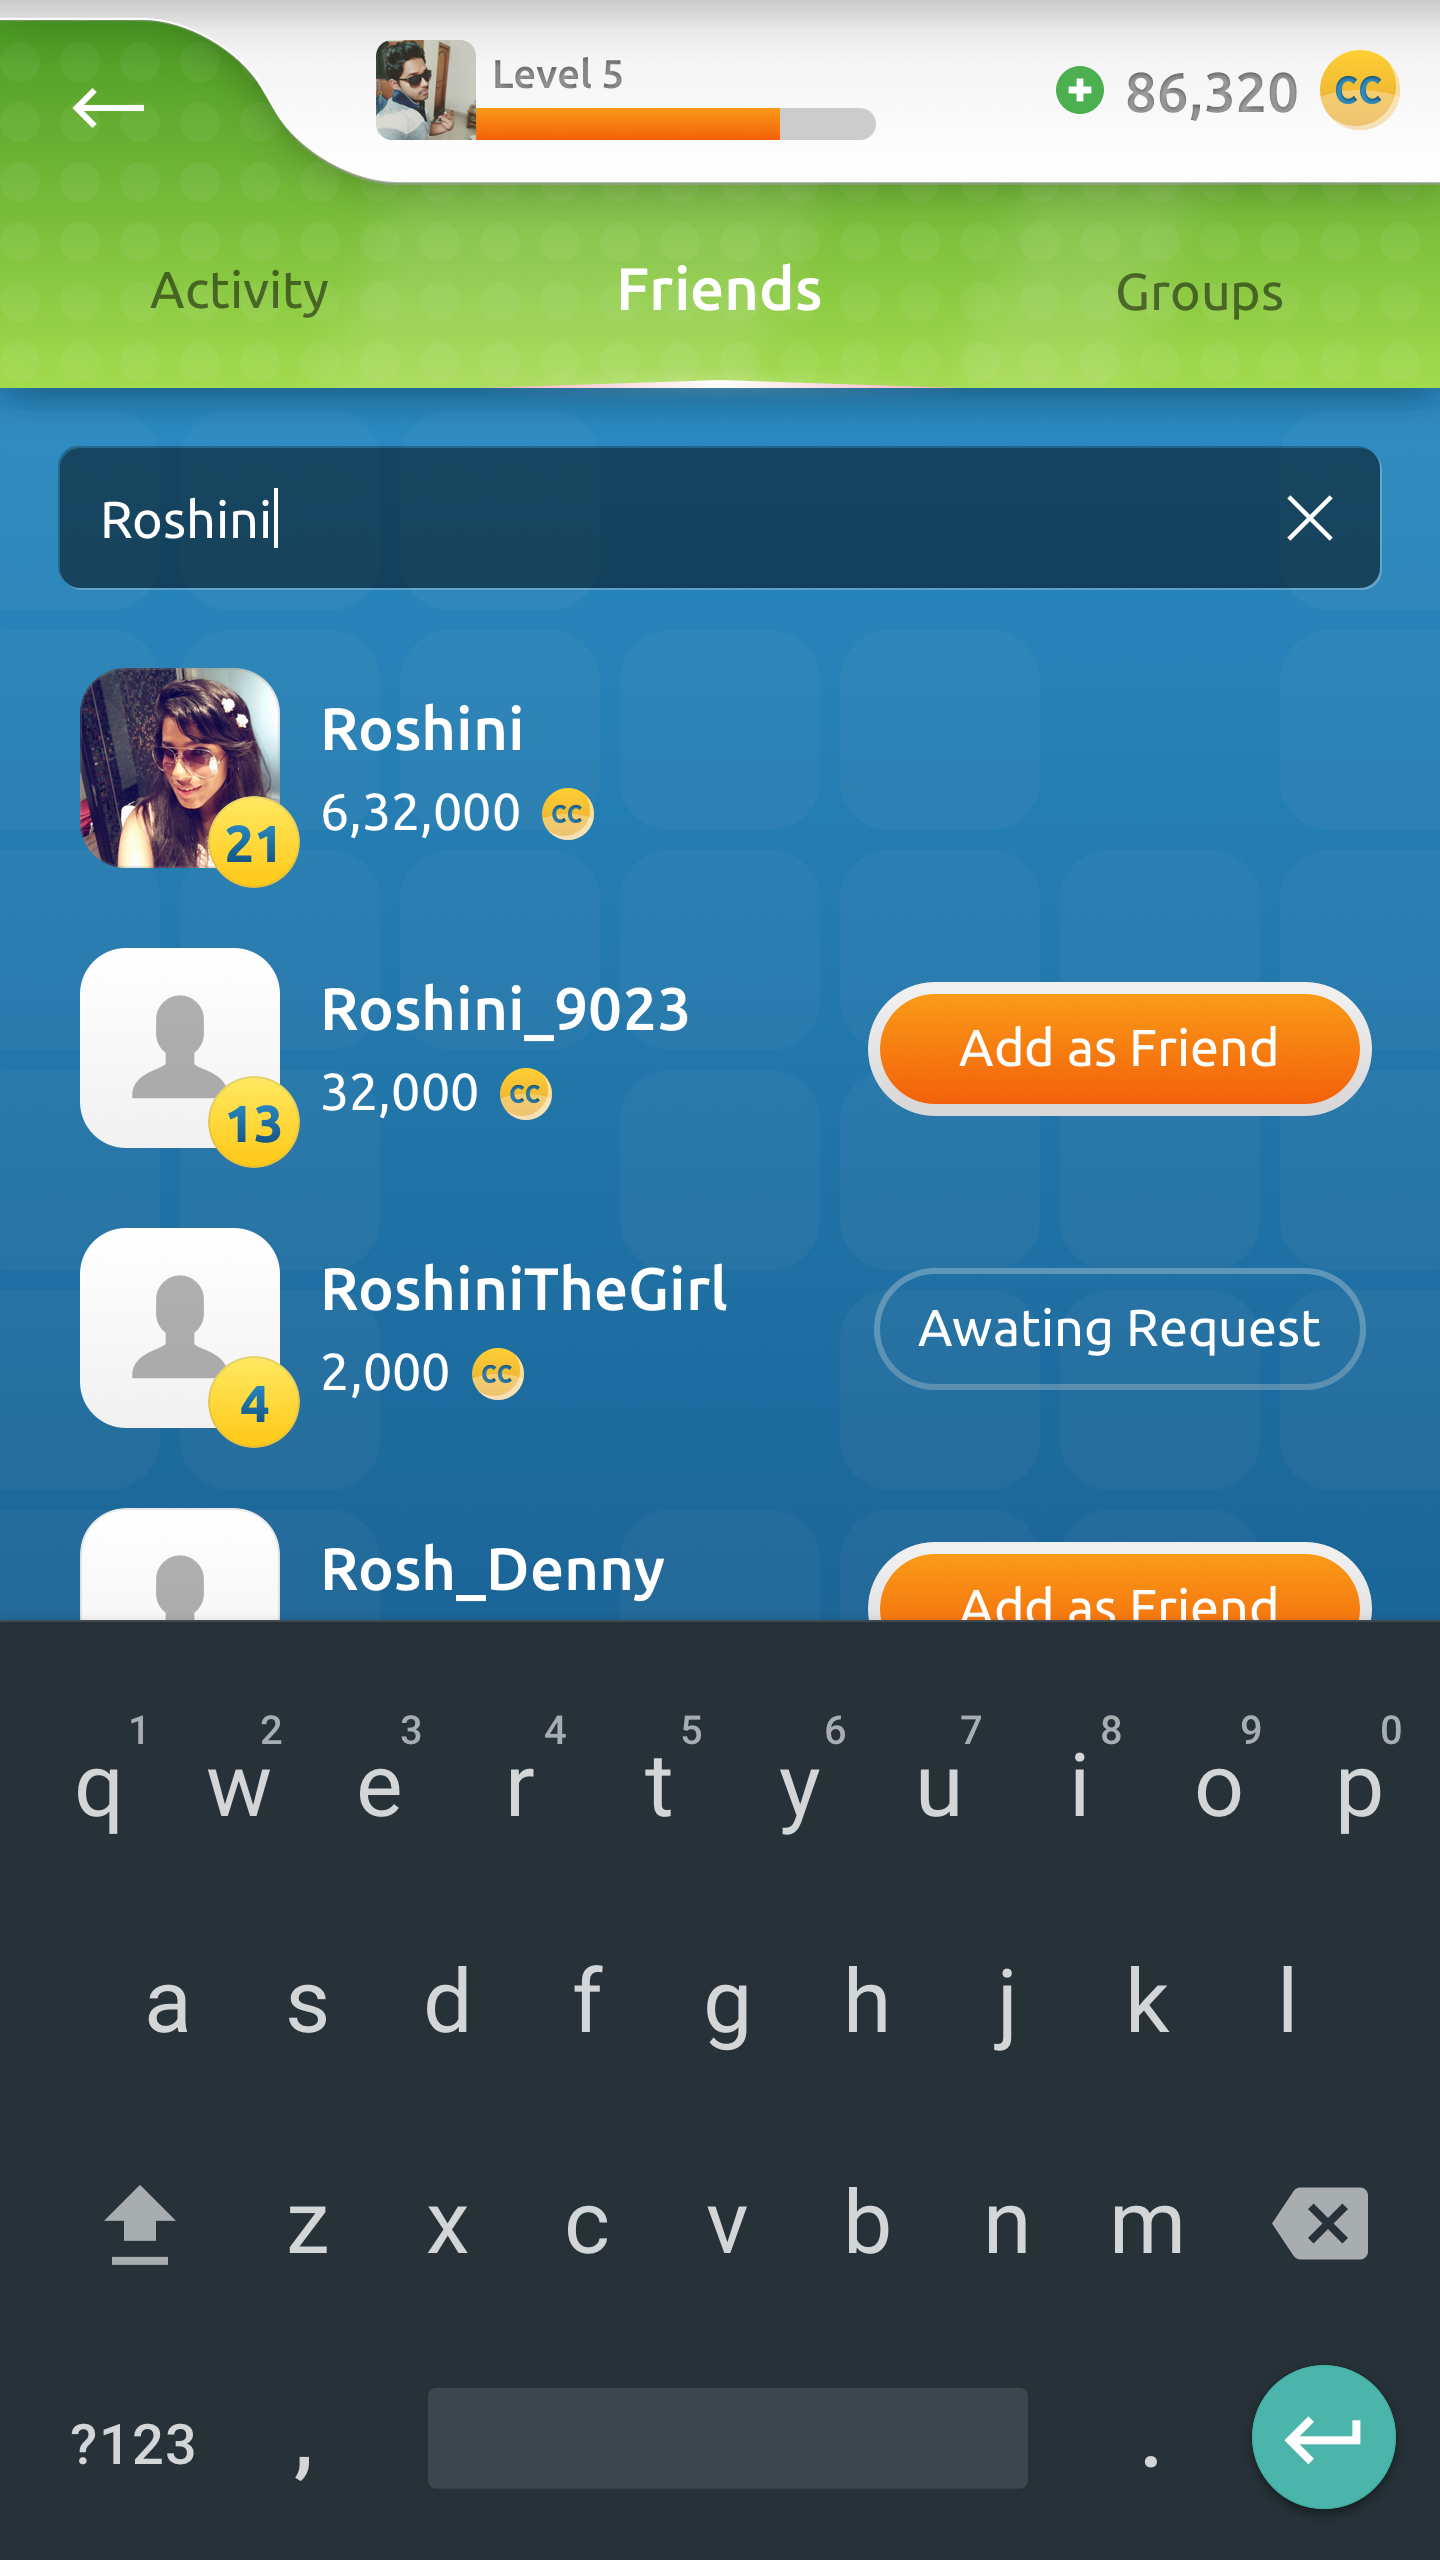 Level 5
86,320 CC
Activity Friends Groups
Roshini
Roshini
6,32,000 CC
21
Roshini_9023
32,000 CC
13
Add as Friend
RoshiniTheGirl
2,000 CC
4
Awating Request
Rosh_Denny
Add as Friend
1 2 3 4 5 6 7 8 9 0
q w e r t y u i o p
a s d f g h j k l
z x c v b n m
?123 , .